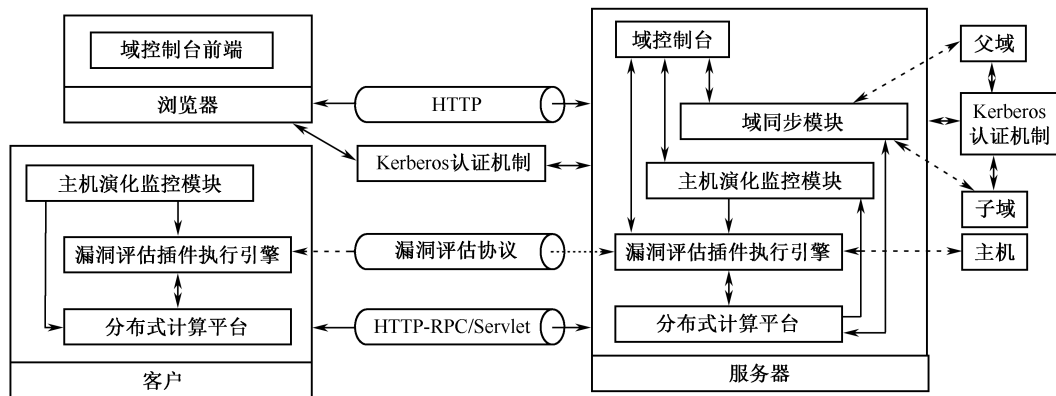 域控制台前端
浏览器
HTTP
Kerberos认证机制
主机演化监控模块
漏洞评估插件执行引擎
分布式计算平台
客户
漏洞评估协议
HTTP-RPC/Servlet
域控制台
域同步模块
主机演化监控模块
漏洞评估插件执行引擎
分布式计算平台
服务器
父域
Kerberos
认证机制
子域
主机